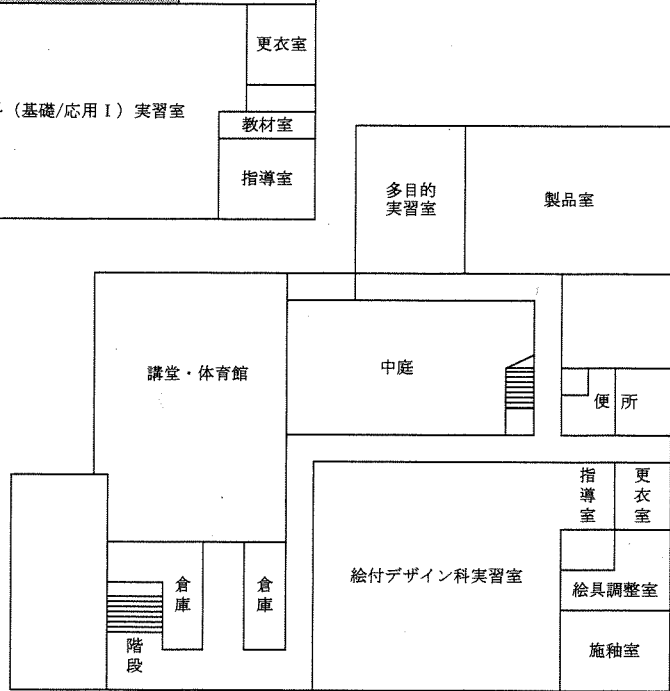 更衣室
(基礎/応用Ⅰ)実習室
教材室
指導室
多目的
実習室
製品室
講堂・体育館
中庭
便所
指導室
更衣室
絵付デザイン科実習室
倉庫
倉庫
絵具調整室
階段
施釉室